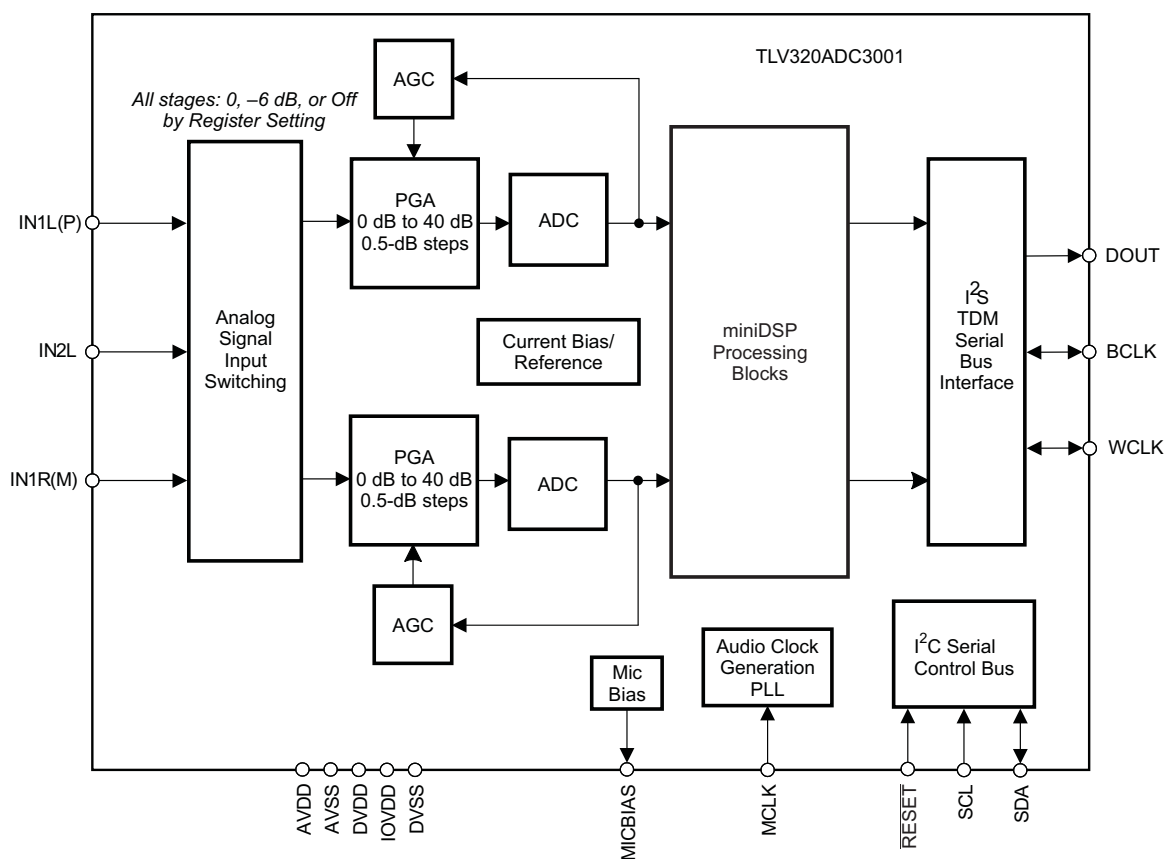 TLV320ADC3001
AGC
All stages: 0, –6 dB, or Off
by Register Setting
PGA
0 dB to 40 dB
0.5-dB steps
ADC
IN1L(P)
IN2L
IN1R(M)
Analog
Signal
Input
Switching
Current Bias/
Reference
miniDSP
Processing
Blocks
I²S
TDM
Serial
Bus
Interface
DOUT
BCLK
WCLK
PGA
0 dB to 40 dB
0.5-dB steps
ADC
AGC
Mic
Bias
Audio Clock
Generation
PLL
I²C Serial
Control Bus
AVDD
AVSS
DVDD
IOVDD
DVSS
MICBIAS
MCLK
RESET
SCL
SDA